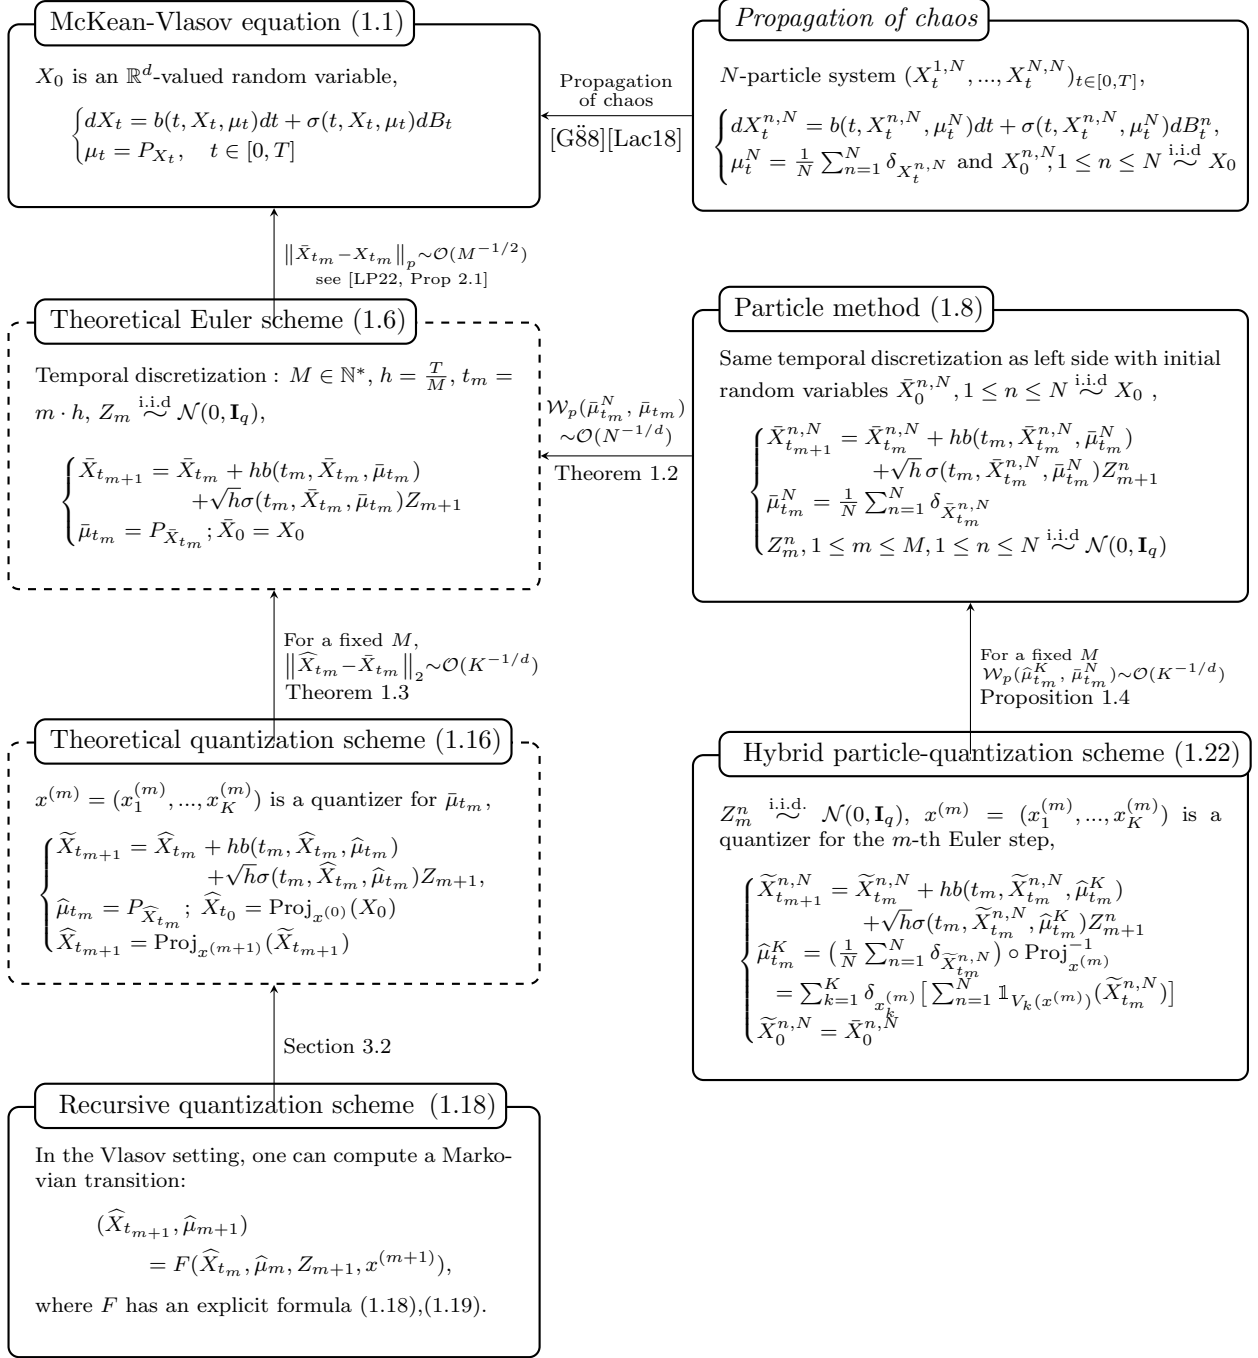 McKean-Vlasov equation (1.1)
X_0 is an ℝ^d-valued random variable,
{ dX_t = b(t, X_t, μ_t)dt + σ(t, X_t, μ_t)dB_t
μ_t = P_{X_t}, t ∈ [0, T]
Propagation
of chaos
[Gä88][Lac18]
Propagation of chaos
N-particle system (X_t^{1,N}, ..., X_t^{N,N})_{t∈[0,T]},
{ dX_t^{n,N} = b(t, X_t^{n,N}, μ_t^N)dt + σ(t, X_t^{n,N}, μ_t^N)dB_t^n,
μ_t^N = 1/N ∑_{n=1}^N δ_{X_t^{n,N}} and X_0^{n,N}, 1 ≤ n ≤ N i.i.d ∼ X_0
‖X̄_{t_m} − X_{t_m}‖_p ∼ 𝒪(M^{−1/2})
see [LP22, Prop 2.1]
Theoretical Euler scheme (1.6)
Temporal discretization : M ∈ ℕ*, h = T/M, t_m =
m · h, Z_m i.i.d ∼ 𝒩(0, I_q),
{ X̄_{t_{m+1}} = X̄_{t_m} + hb(t_m, X̄_{t_m}, μ̄_{t_m})
+√hσ(t_m, X̄_{t_m}, μ̄_{t_m})Z_{m+1}
μ̄_{t_m} = P_{X̄_{t_m}}; X̄_0 = X_0
𝒲_p(μ̄_{t_m}^N, μ̄_{t_m})
∼𝒪(N^{−1/d})
Theorem 1.2
Particle method (1.8)
Same temporal discretization as left side with initial
random variables X̄_0^{n,N}, 1 ≤ n ≤ N i.i.d ∼ X_0 ,
{ X̄_{t_{m+1}}^{n,N} = X̄_{t_m}^{n,N} + hb(t_m, X̄_{t_m}^{n,N}, μ̄_{t_m}^N)
+√h σ(t_m, X̄_{t_m}^{n,N}, μ̄_{t_m}^N)Z_{m+1}^n
μ̄_{t_m}^N = 1/N ∑_{n=1}^N δ_{X̄_{t_m}^{n,N}}
Z_m^n, 1 ≤ m ≤ M, 1 ≤ n ≤ N i.i.d ∼ 𝒩(0, I_q)
For a fixed M,
‖X̂_{t_m} − X̄_{t_m}‖_2 ∼ 𝒪(K^{−1/d})
Theorem 1.3
For a fixed M
𝒲_p(μ̂_{t_m}^K, μ̄_{t_m}^N)∼𝒪(K^{−1/d})
Proposition 1.4
Theoretical quantization scheme (1.16)
x^{(m)} = (x_1^{(m)}, ..., x_K^{(m)}) is a quantizer for μ̄_{t_m},
{ X̃_{t_{m+1}} = X̂_{t_m} + hb(t_m, X̂_{t_m}, μ̂_{t_m})
+√hσ(t_m, X̂_{t_m}, μ̂_{t_m})Z_{m+1},
μ̂_{t_m} = P_{X̂_{t_m}}; X̂_{t_0} = Proj_{x^{(0)}}(X_0)
X̂_{t_{m+1}} = Proj_{x^{(m+1)}}(X̃_{t_{m+1}})
Hybrid particle-quantization scheme (1.22)
Z_m^n i.i.d. ∼ 𝒩(0, I_q), x^{(m)} = (x_1^{(m)}, ..., x_K^{(m)}) is a
quantizer for the m-th Euler step,
{ X̃_{t_{m+1}}^{n,N} = X̃_{t_m}^{n,N} + hb(t_m, X̃_{t_m}^{n,N}, μ̂_{t_m}^K)
+√hσ(t_m, X̃_{t_m}^{n,N}, μ̂_{t_m}^K)Z_{m+1}^n
μ̂_{t_m}^K = (1/N ∑_{n=1}^N δ_{X̃_{t_m}^{n,N}}) ∘ Proj_{x^{(m)}}^{−1}
= ∑_{k=1}^K δ_{x_k^{(m)}} [ ∑_{n=1}^N 𝟙_{V_k(x^{(m)})}(X̃_{t_m}^{n,N})]
X̃_0^{n,N} = X̄_0^{n,N}
Section 3.2
Recursive quantization scheme (1.18)
In the Vlasov setting, one can compute a Marko-
vian transition:
(X̂_{t_{m+1}}, μ̂_{m+1})
= F(X̂_{t_m}, μ̂_m, Z_{m+1}, x^{(m+1)}),
where F has an explicit formula (1.18),(1.19).